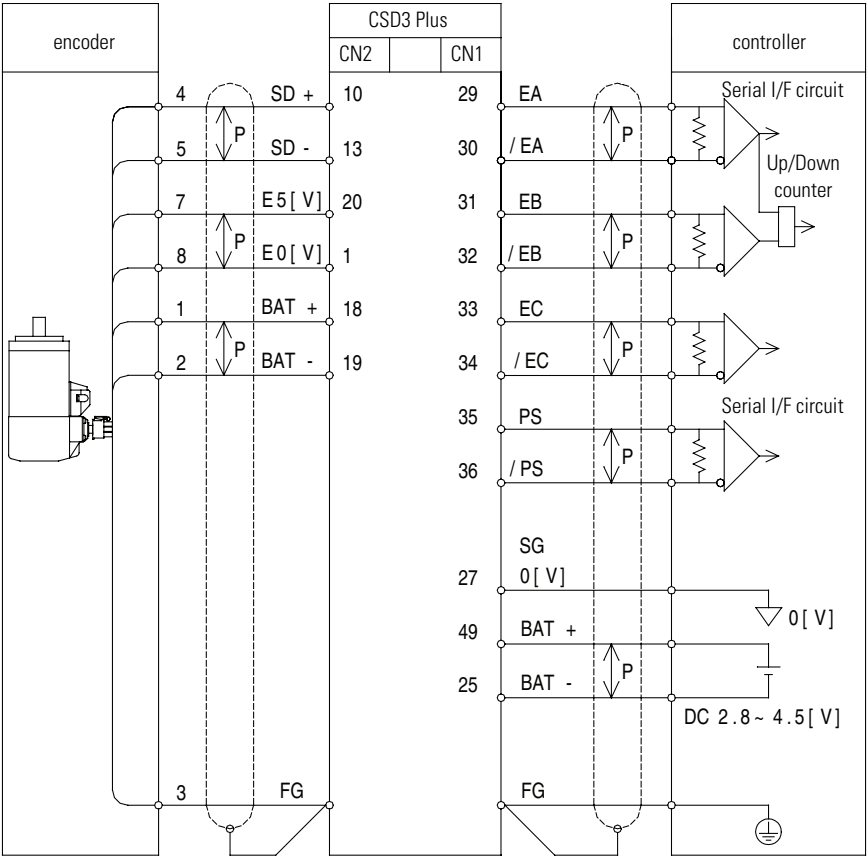 encoder
CSD3 Plus
CN2 CN1
controller
4 SD + 10 29 EA Serial I/F circuit
P P
5 SD - 13 30 / EA
Up/Down
counter
7 E5[ V] 20 31 EB
P P
8 E0[ V] 1 32 / EB
1 BAT + 18 33 EC
P P
2 BAT - 19 34 / EC
35 PS Serial I/F circuit
P
36 / PS
SG
27 0[ V]
0[ V]
49 BAT +
P
25 BAT -
DC 2.8~ 4.5[ V]
3 FG FG